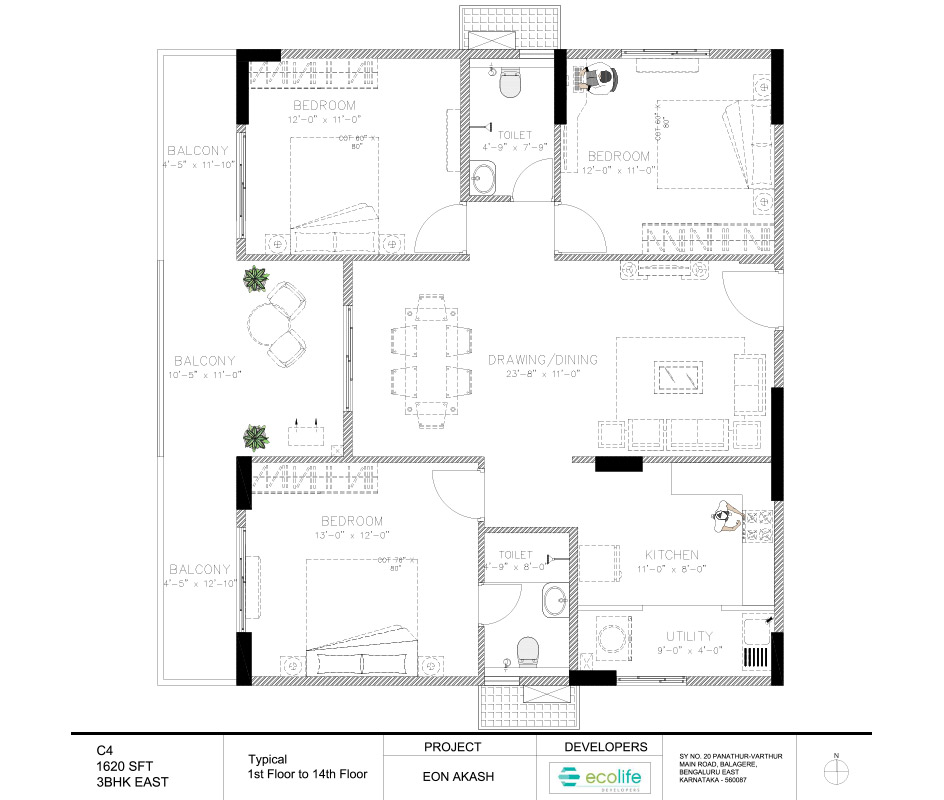 BEDROOM
12'-0" x 11'-0"
COT 60" X
80"
TOILET
4'-9" x 7'-9"
BALCONY
4'-5" x 11'-10"
COT 60" X
80"
BEDROOM
12'-0" x 11'-0"
BALCONY
10'-5" x 11'-0"
DRAWING/DINING
23'-8" x 11'-0"
BEDROOM
13'-0" x 12'-0"
COT 78" X
80"
BALCONY
4'-5" x 12'-10"
TOILET
4'-9" x 8'-0"
KITCHEN
11'-0" x 8'-0"
UTILITY
9'-0" x 4'-0"
C4
1620 SFT
3BHK EAST
Typical
1st Floor to 14th Floor
PROJECT
EON AKASH
DEVELOPERS
ecolife
DEVELOPERS
SY NO. 20 PANATHUR-VARTHUR
MAIN ROAD, BALAGERE,
BENGALURU EAST
KARNATAKA - 560087
N